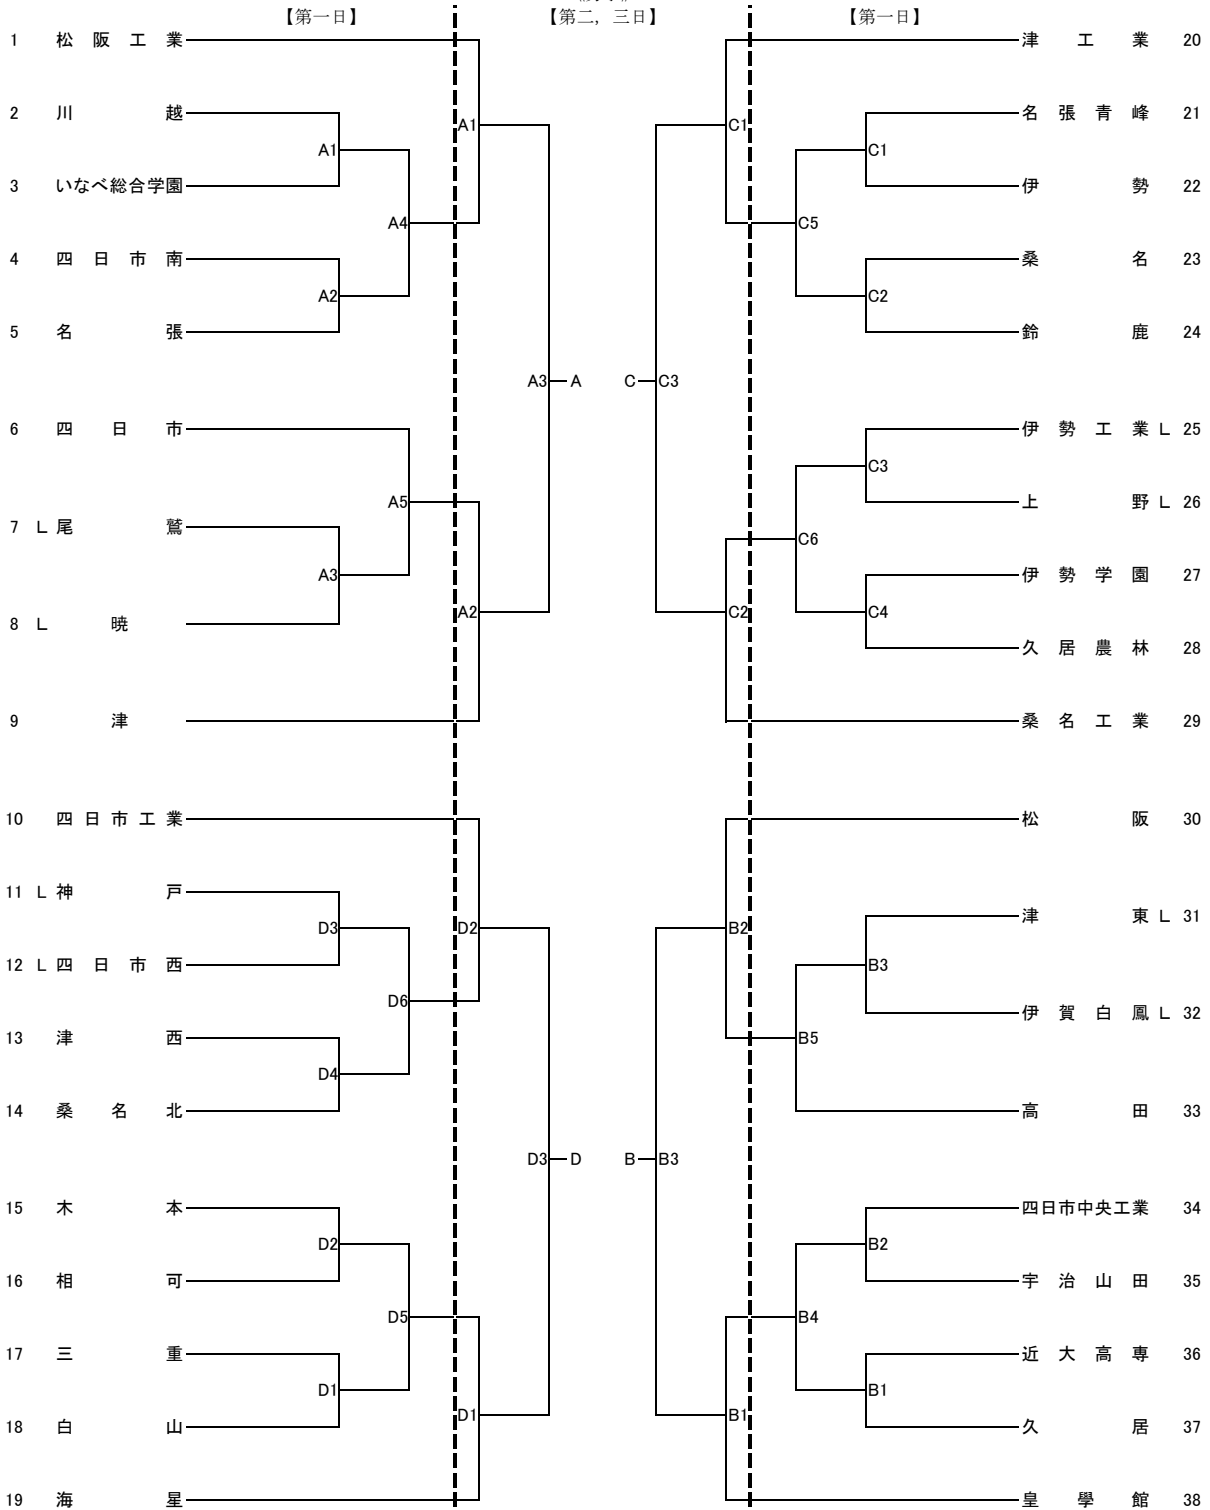 【第一日】 【第二，三日】 【第一日】
1 松阪工業 津工業 20
2 川越 名張青峰 21
A1 C1
A1 C1
3 いなべ総合学園 伊勢 22
A4 C5
4 四日市南 桑名 23
A2 C2
5 名張 鈴鹿 24
A3 A C C3
6 四日市 伊勢工業 L 25
C3
A5 上野 L 26
7 L 尾鷲
C6
A3 伊勢学園 27
A2 C2 C4
8 L 暁
久居農林 28
9 津 桑名工業 29
10 四日市工業 松阪 30
11 L 神戸
津東 L 31
D3 D2 B2
12 L 四日市西 B3
D6
伊賀白鳳 L 32
13 津西 B5
D4
14 桑名北 高田 33
D3 D B B3
15 木本 四日市中央工業 34
D2 B2
16 相可 宇治山田 35
D5 B4
17 三重 近大高専 36
D1 B1
D1 B1
18 白山 久居 37
19 海星 皇學館 38